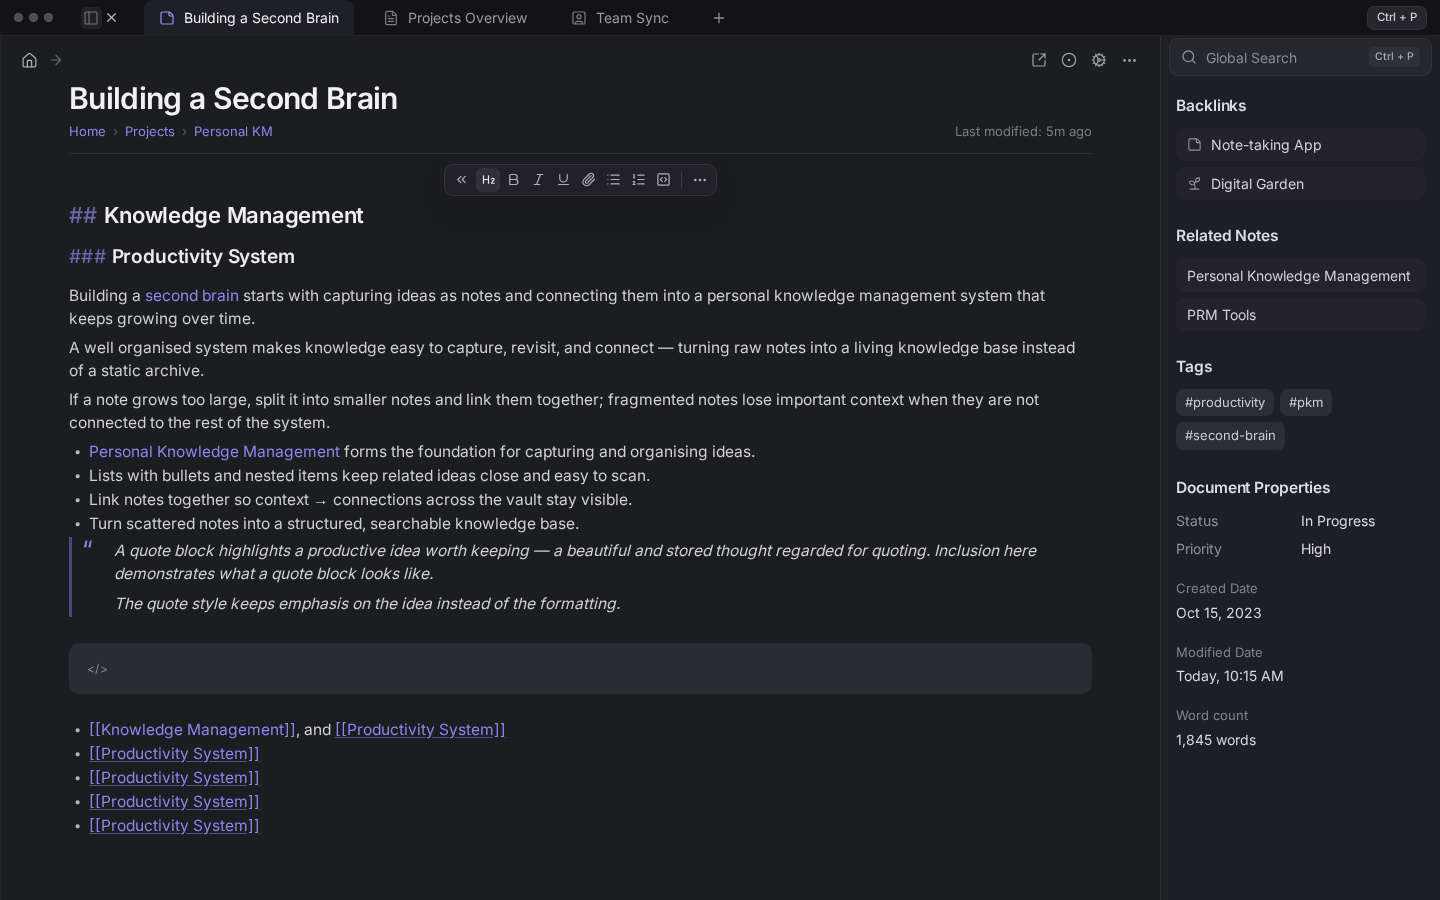 Building a Second Brain
Projects Overview
Team Sync
Ctrl + P
Global Search
Ctrl + P
Building a Second Brain
Home › Projects › Personal KM
Last modified: 5m ago
H2 B I U
## Knowledge Management
### Productivity System
Building a second brain starts with capturing ideas as notes and connecting them into a personal knowledge management system that
keeps growing over time.
A well organised system makes knowledge easy to capture, revisit, and connect — turning raw notes into a living knowledge base instead
of a static archive.
If a note grows too large, split it into smaller notes and link them together; fragmented notes lose important context when they are not
connected to the rest of the system.
• Personal Knowledge Management forms the foundation for capturing and organising ideas.
• Lists with bullets and nested items keep related ideas close and easy to scan.
• Link notes together so context → connections across the vault stay visible.
• Turn scattered notes into a structured, searchable knowledge base.
" A quote block highlights a productive idea worth keeping — a beautiful and stored thought regarded for quoting. Inclusion here
demonstrates what a quote block looks like.
The quote style keeps emphasis on the idea instead of the formatting.
</>
• [[Knowledge Management]], and [[Productivity System]]
• [[Productivity System]]
• [[Productivity System]]
• [[Productivity System]]
• [[Productivity System]]
Backlinks
Note-taking App
Digital Garden
Related Notes
Personal Knowledge Management
PRM Tools
Tags
#productivity #pkm
#second-brain
Document Properties
Status In Progress
Priority High
Created Date
Oct 15, 2023
Modified Date
Today, 10:15 AM
Word count
1,845 words